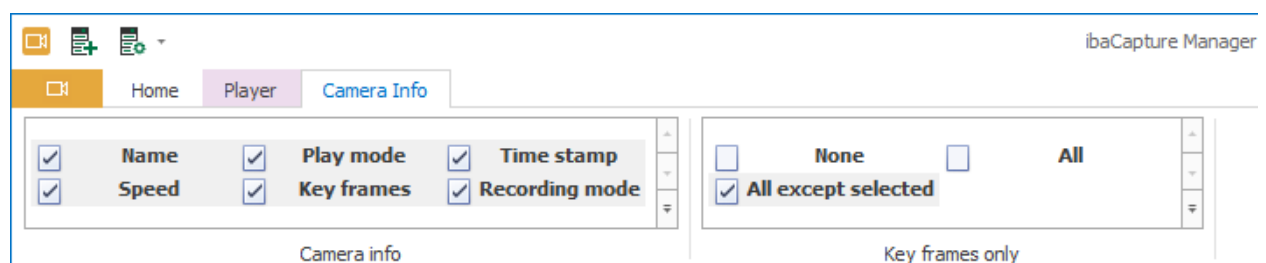 ibaCapture Manager
Home Player Camera Info
Name Play mode Time stamp None All
Speed Key frames Recording mode All except selected
Camera info Key frames only